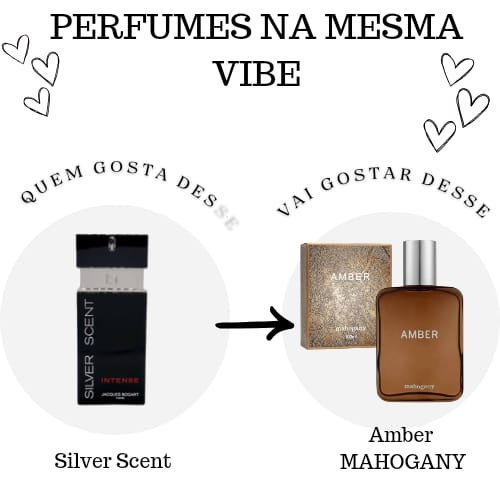 PERFUMES NA MESMA
VIBE
QUEM GOSTA DESSE
VAI GOSTAR DESSE
SILVER SCENT
INTENSE
JACQUES BOGART
AMBER
mahogany
AMBER
mahogany
Silver Scent
Amber
MAHOGANY